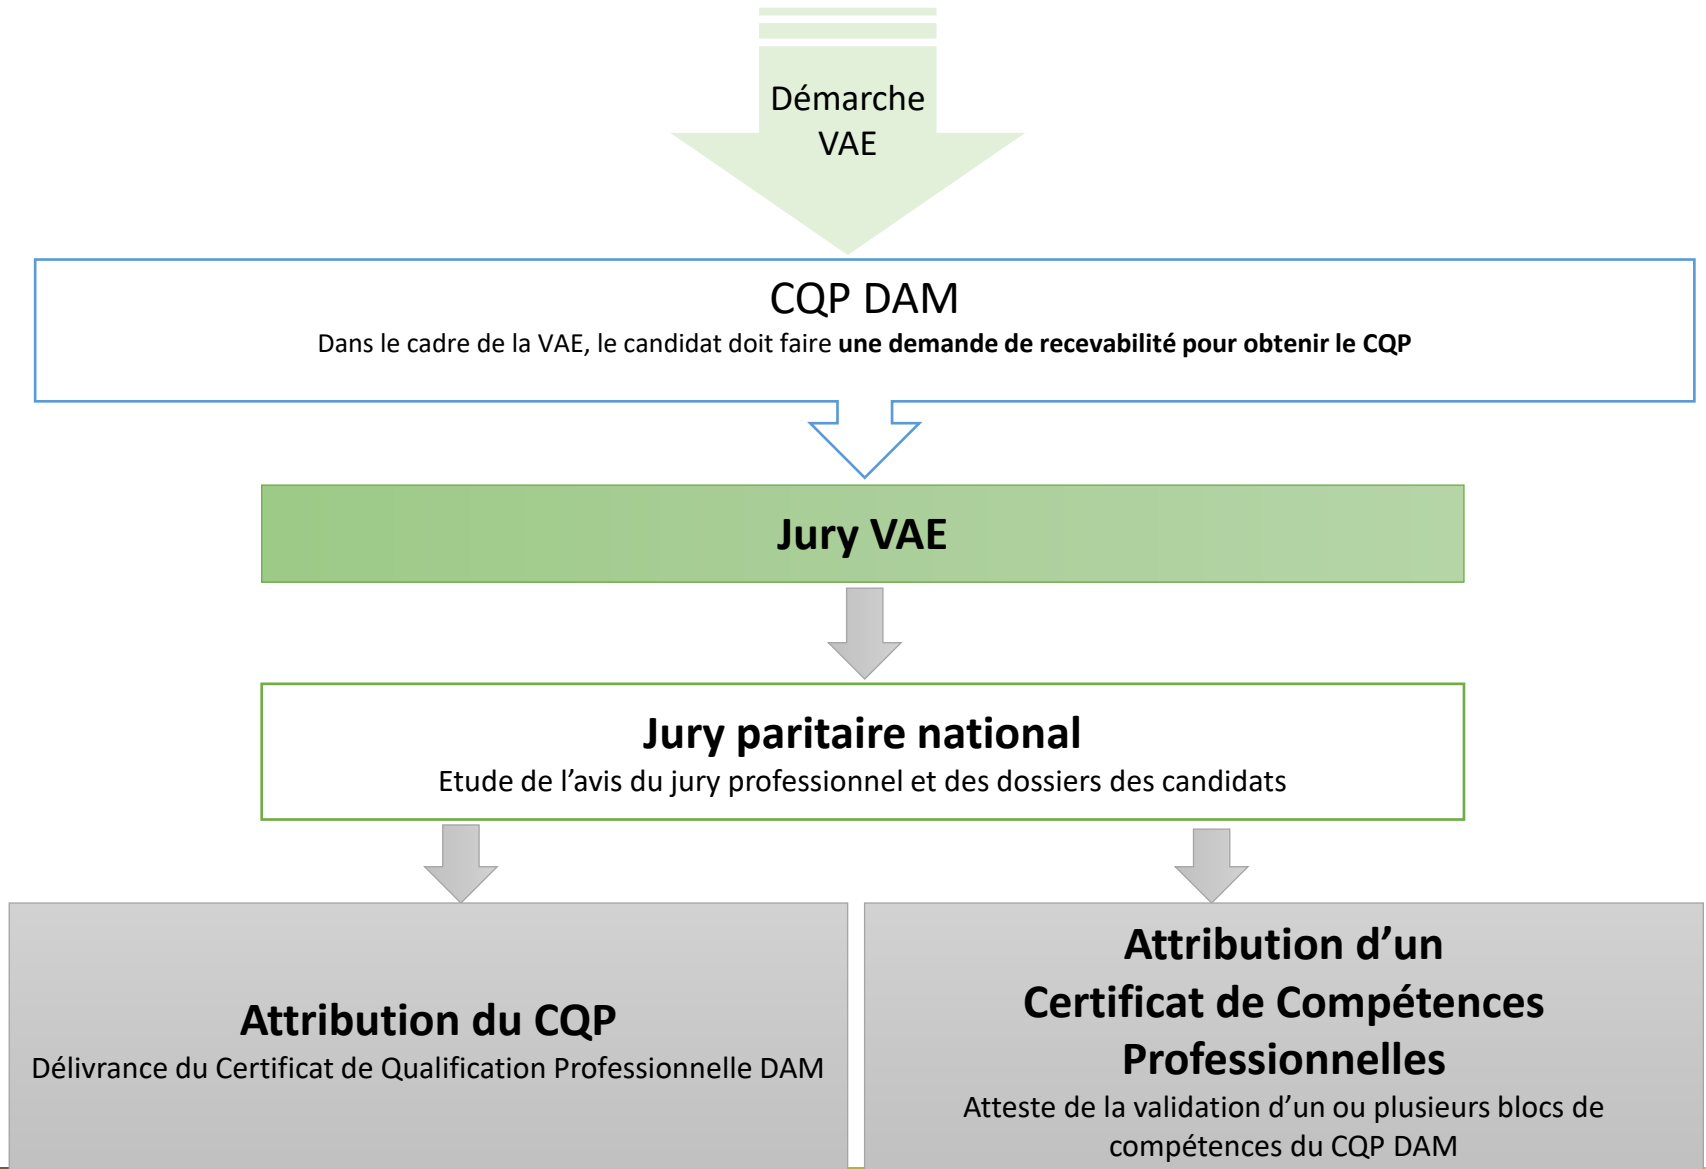 Démarche
VAE
CQP DAM
Dans le cadre de la VAE, le candidat doit faire une demande de recevabilité pour obtenir le CQP
Jury VAE
Jury paritaire national
Etude de l’avis du jury professionnel et des dossiers des candidats
Attribution du CQP
Délivrance du Certificat de Qualification Professionnelle DAM
Attribution d’un
Certificat de Compétences
Professionnelles
Atteste de la validation d’un ou plusieurs blocs de
compétences du CQP DAM